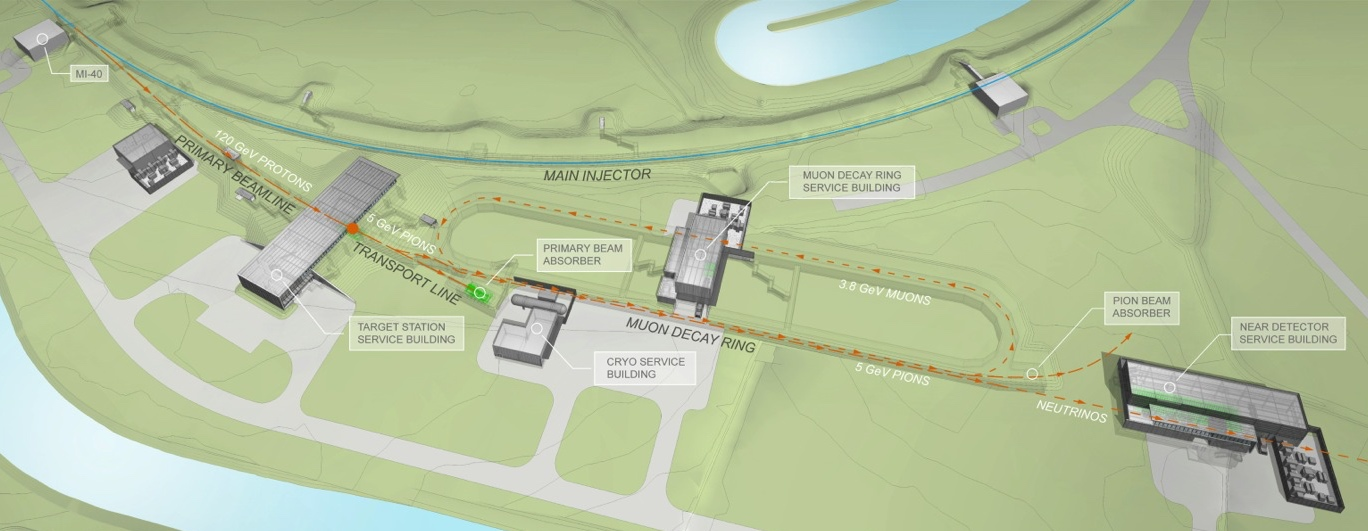 MI-40
PRIMARY BEAMLINE
120 GeV PROTONS
MAIN INJECTOR
MUON DECAY RING
SERVICE BUILDING
5 GeV PIONS
TRANSPORT LINE
PRIMARY BEAM
ABSORBER
3.8 GeV MUONS
TARGET STATION
SERVICE BUILDING
MUON DECAY RING
CRYO SERVICE
BUILDING
5 GeV PIONS
PION BEAM
ABSORBER
NEAR DETECTOR
SERVICE BUILDING
NEUTRINOS